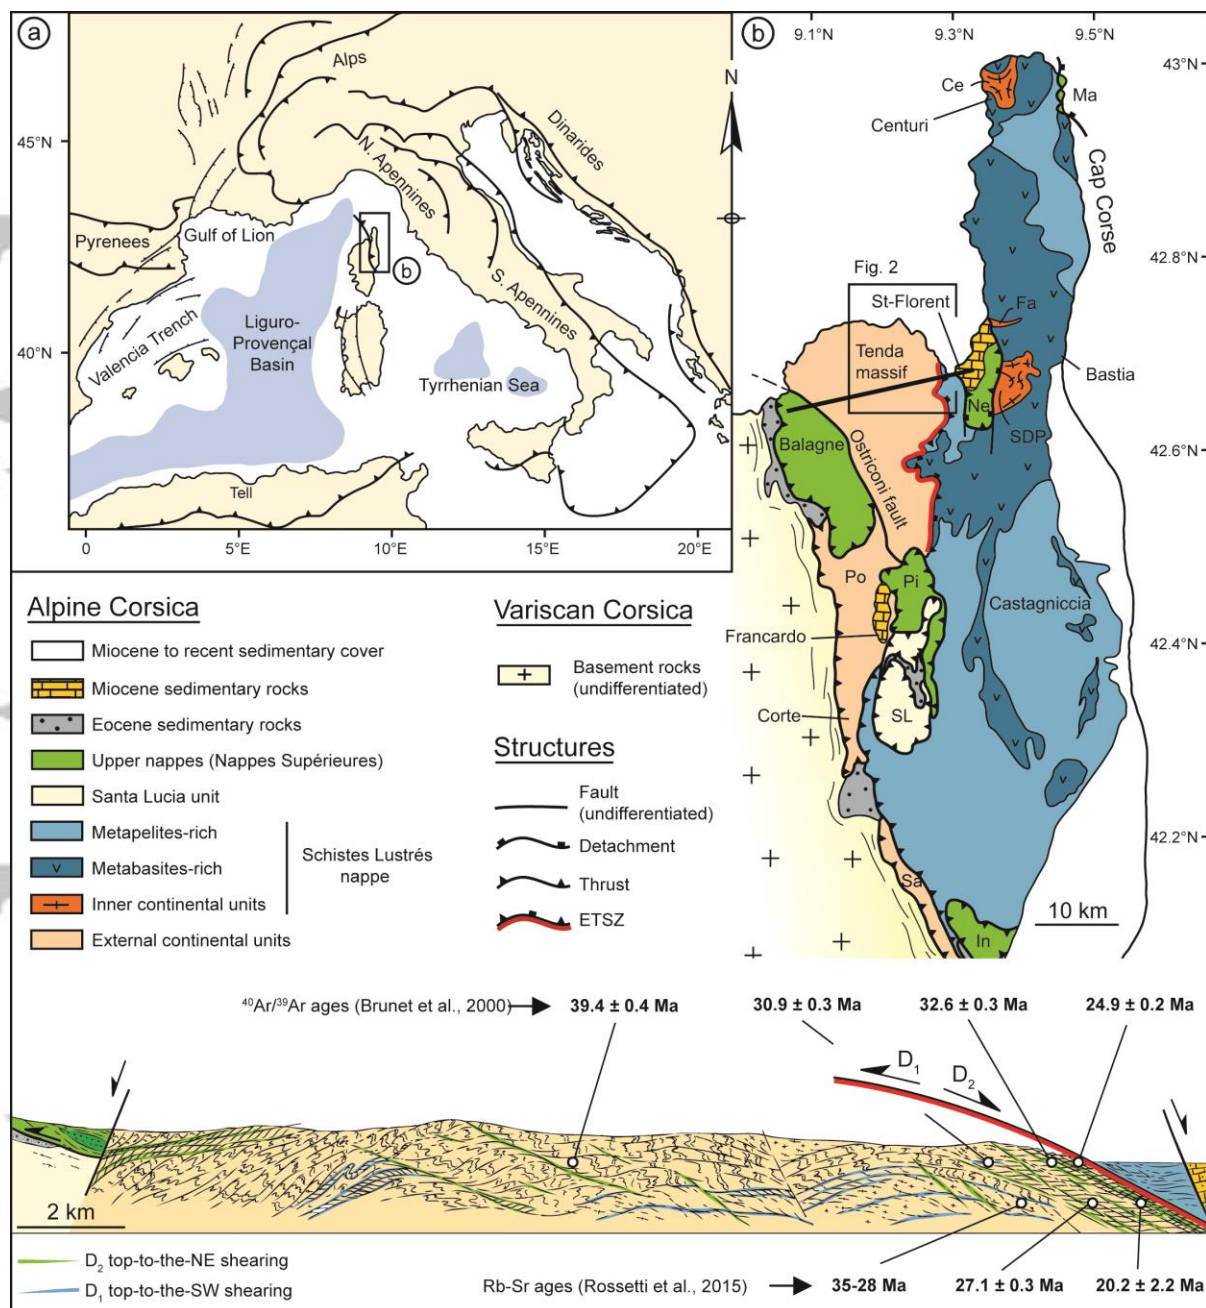 a
Alps
N
45°N
Dinarides
N. Apennines
Pyrenees
Gulf of Lion
b
S. Apennines
Valencia Trench
Liguro-
Provençal
Basin
40°N
Tyrrhenian Sea
Tell
0
5°E
10°E
15°E
20°E
b
9.1°N
9.3°N
9.5°N
43°N
Ce
Ma
Centuri
Cap Corse
42.8°N
Fig. 2
St-Florent
Fa
Tenda
massif
Bastia
Ne
SDP
42.6°N
Balagne
Ostriconi fault
Po
Pi
Castagniccia
Francardo
42.4°N
Corte
SL
42.2°N
Sa
10 km
In
Alpine Corsica
Miocene to recent sedimentary cover
Miocene sedimentary rocks
Eocene sedimentary rocks
Upper nappes (Nappes Supérieures)
Santa Lucia unit
Metapelites-rich
Metabasites-rich
Inner continental units
Schistes Lustrés
nappe
External continental units
Variscan Corsica
Basement rocks
(undifferentiated)
Structures
Fault
(undifferentiated)
Detachment
Thrust
ETSZ
40Ar/39Ar ages (Brunet et al., 2000)
39.4 ± 0.4 Ma
30.9 ± 0.3 Ma
32.6 ± 0.3 Ma
24.9 ± 0.2 Ma
D1
D2
2 km
D2 top-to-the-NE shearing
D1 top-to-the-SW shearing
Rb-Sr ages (Rossetti et al., 2015)
35-28 Ma
27.1 ± 0.3 Ma
20.2 ± 2.2 Ma